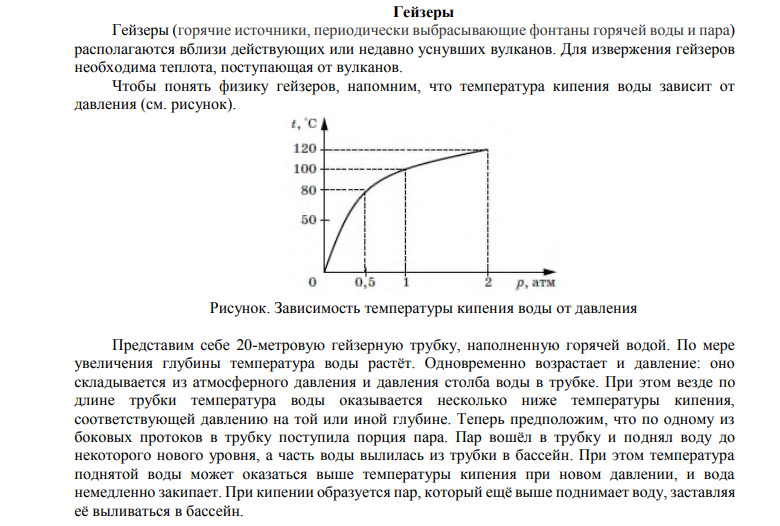 Гейзеры
Гейзеры (горячие источники, периодически выбрасывающие фонтаны горячей воды и пара)
располагаются вблизи действующих или недавно уснувших вулканов. Для извержения гейзеров
необходима теплота, поступающая от вулканов.
Чтобы понять физику гейзеров, напомним, что температура кипения воды зависит от
давления (см. рисунок).
t, °C
120
100
80
50
0 0,5 1 2 p, атм
Рисунок. Зависимость температуры кипения воды от давления
Представим себе 20-метровую гейзерную трубку, наполненную горячей водой. По мере
увеличения глубины температура воды растёт. Одновременно возрастает и давление: оно
складывается из атмосферного давления и давления столба воды в трубке. При этом везде по
длине трубки температура воды оказывается несколько ниже температуры кипения,
соответствующей давлению на той или иной глубине. Теперь предположим, что по одному из
боковых протоков в трубку поступила порция пара. Пар вошёл в трубку и поднял воду до
некоторого нового уровня, а часть воды вылилась из трубки в бассейн. При этом температура
поднятой воды может оказаться выше температуры кипения при новом давлении, и вода
немедленно закипает. При кипении образуется пар, который ещё выше поднимает воду, заставляя
её выливаться в бассейн.